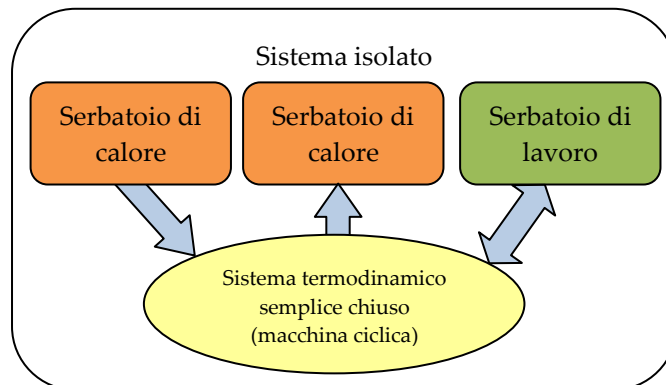 Sistema isolato
Serbatoio di
calore
Serbatoio di
calore
Serbatoio di
lavoro
Sistema termodinamico
semplice chiuso
(macchina ciclica)